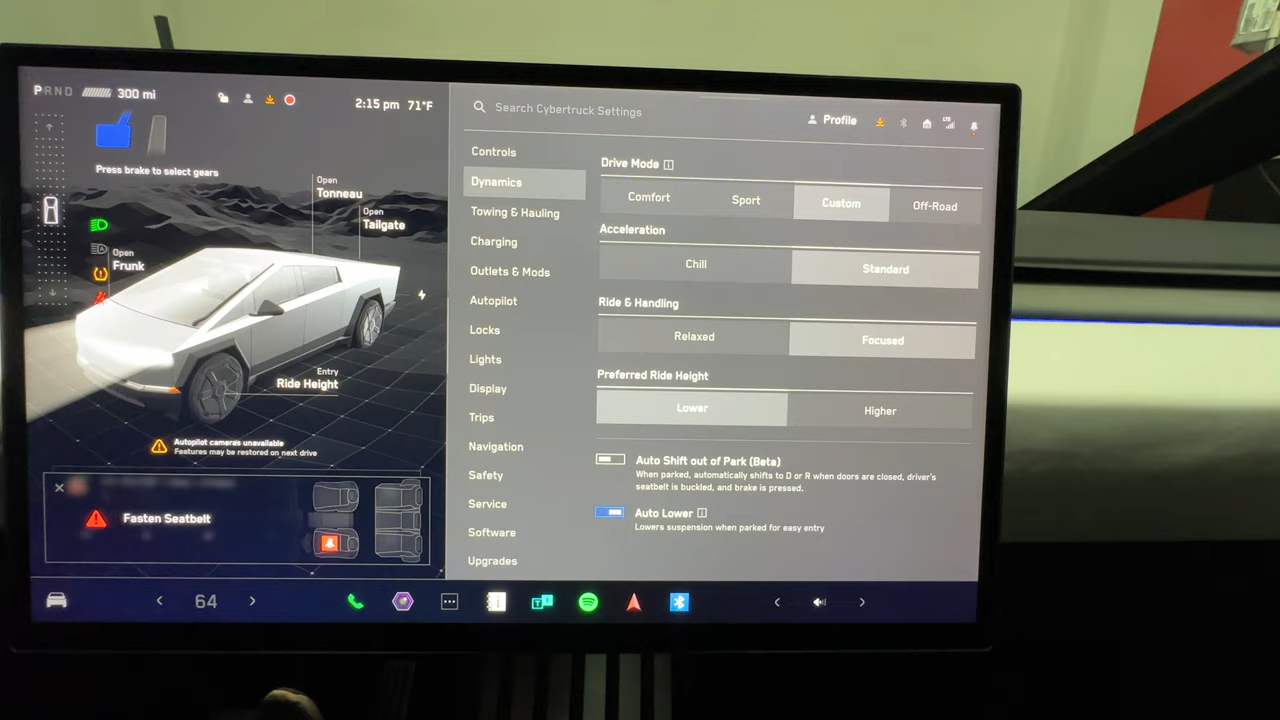 PRND 300 mi
2:15 pm 71°F
Press brake to select gears
Open
Tonneau
Open
Tailgate
Open
Frunk
Entry
Ride Height
Autopilot cameras unavailable
Features may be restored on next drive
Fasten Seatbelt
Search Cybertruck Settings
Profile
LTE
Controls
Dynamics
Towing & Hauling
Charging
Outlets & Mods
Autopilot
Locks
Lights
Display
Trips
Navigation
Safety
Service
Software
Upgrades
Drive Mode
Comfort Sport Custom Off-Road
Acceleration
Chill Standard
Ride & Handling
Relaxed Focused
Preferred Ride Height
Lower Higher
Auto Shift out of Park (Beta)
When parked, automatically shifts to D or R when doors are closed, driver's
seatbelt is buckled, and brake is pressed.
Auto Lower
Lowers suspension when parked for easy entry
64